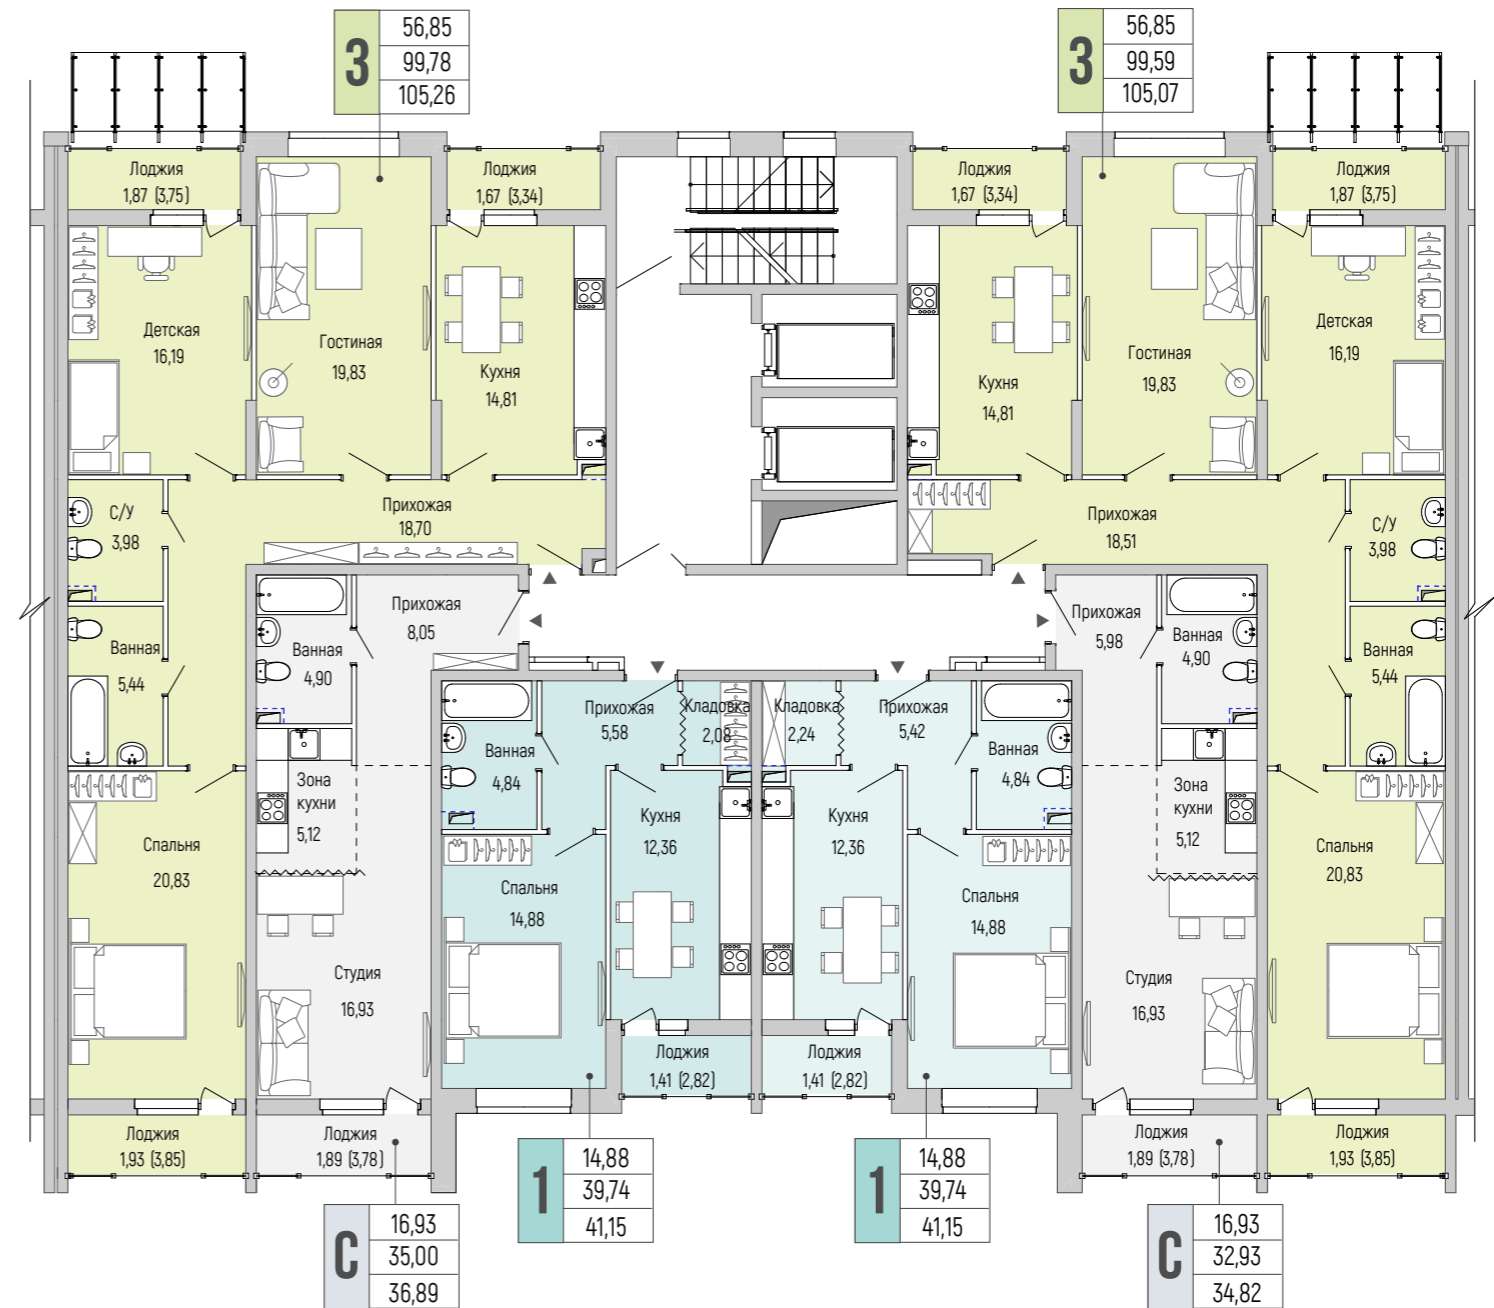 3
56,85
99,78
105,26
3
56,85
99,59
105,07
Лоджия
1,87 (3,75)
Лоджия
1,67 (3,34)
Лоджия
1,67 (3,34)
Лоджия
1,87 (3,75)
Детская
16,19
Гостиная
19,83
Кухня
14,81
Кухня
14,81
Гостиная
19,83
Детская
16,19
С/У
3,98
Прихожая
18,70
Прихожая
18,51
С/У
3,98
Ванная
5,44
Ванная
4,90
Прихожая
8,05
Прихожая
5,98
Ванная
4,90
Ванная
5,44
Прихожая
5,58
Кладовка
2,08
Кладовка
2,24
Прихожая
5,42
Ванная
4,84
Ванная
4,84
Зона
кухни
5,12
Зона
кухни
5,12
Кухня
12,36
Кухня
12,36
Спальня
20,83
Спальня
14,88
Спальня
14,88
Спальня
20,83
Студия
16,93
Студия
16,93
Лоджия
1,41 (2,82)
Лоджия
1,41 (2,82)
Лоджия
1,93 (3,85)
Лоджия
1,89 (3,78)
Лоджия
1,89 (3,78)
Лоджия
1,93 (3,85)
1
14,88
39,74
41,15
1
14,88
39,74
41,15
С
16,93
35,00
36,89
С
16,93
32,93
34,82